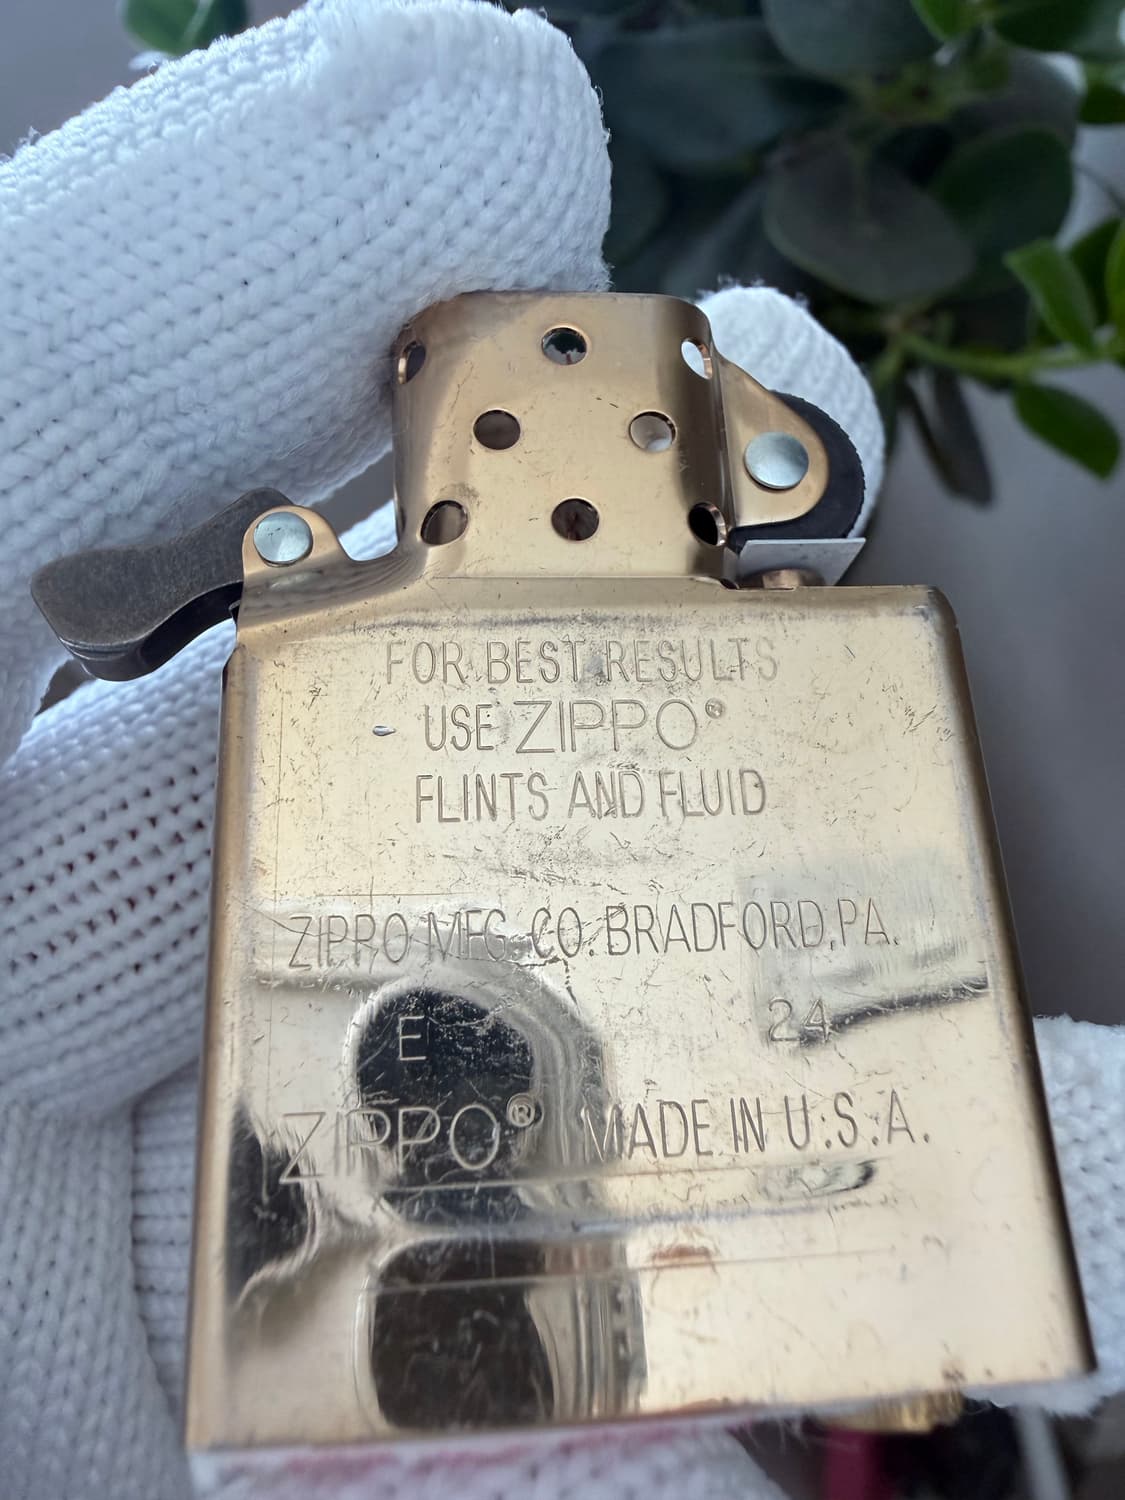 FOR BEST RESULTS
USE ZIPPO®
FLINTS AND FLUID
ZIPPO MFG. CO. BRADFORD, PA.
E 24
ZIPPO® MADE IN U.S.A.